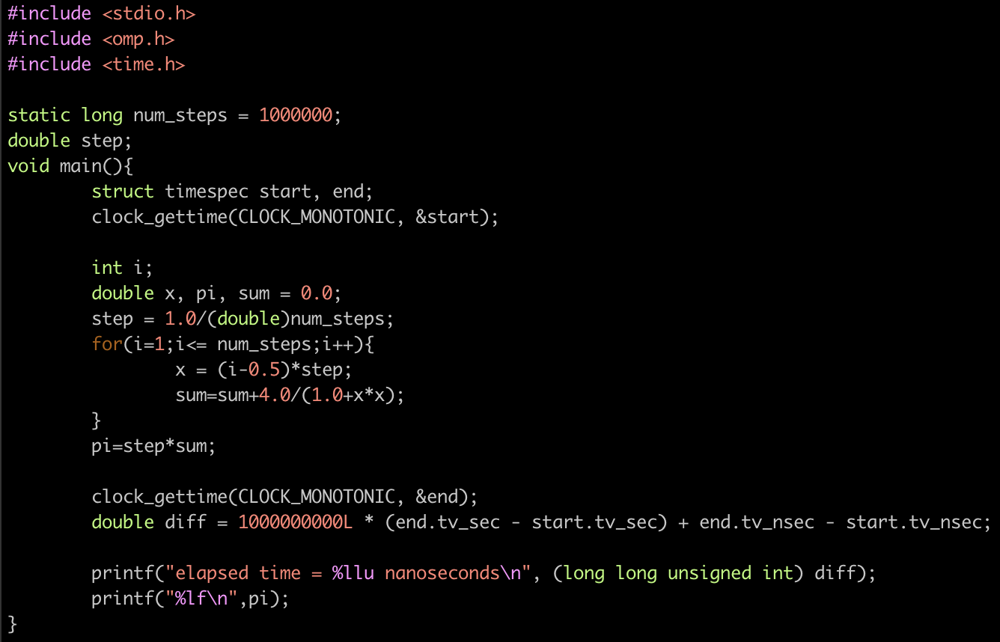 #include <stdio.h>
#include <omp.h>
#include <time.h>

static long num_steps = 1000000;
double step;
void main(){
        struct timespec start, end;
        clock_gettime(CLOCK_MONOTONIC, &start);

        int i;
        double x, pi, sum = 0.0;
        step = 1.0/(double)num_steps;
        for(i=1;i<= num_steps;i++){
                x = (i-0.5)*step;
                sum=sum+4.0/(1.0+x*x);
        }
        pi=step*sum;

        clock_gettime(CLOCK_MONOTONIC, &end);
        double diff = 1000000000L * (end.tv_sec - start.tv_sec) + end.tv_nsec - start.tv_nsec;

        printf("elapsed time = %llu nanoseconds\n", (long long unsigned int) diff);
        printf("%lf\n",pi);
}